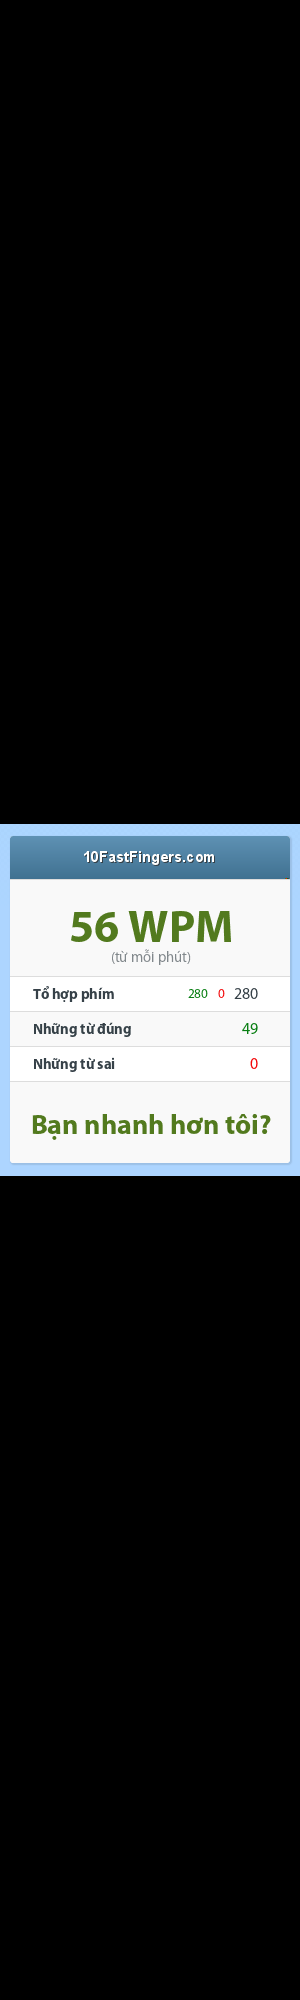 10FastFingers.com
56 WPM
(từ mỗi phút)
Tổ hợp phím 280 0 280
Những từ đúng 49
Những từ sai 0
Bạn nhanh hơn tôi?